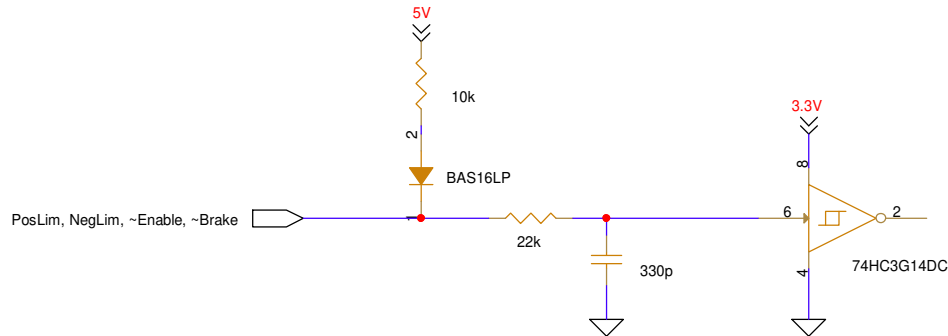 5V
10k
2
BAS16LP
1
PosLim, NegLim, ~Enable, ~Brake
22k
330p
3.3V
8
6
2
4
74HC3G14DC